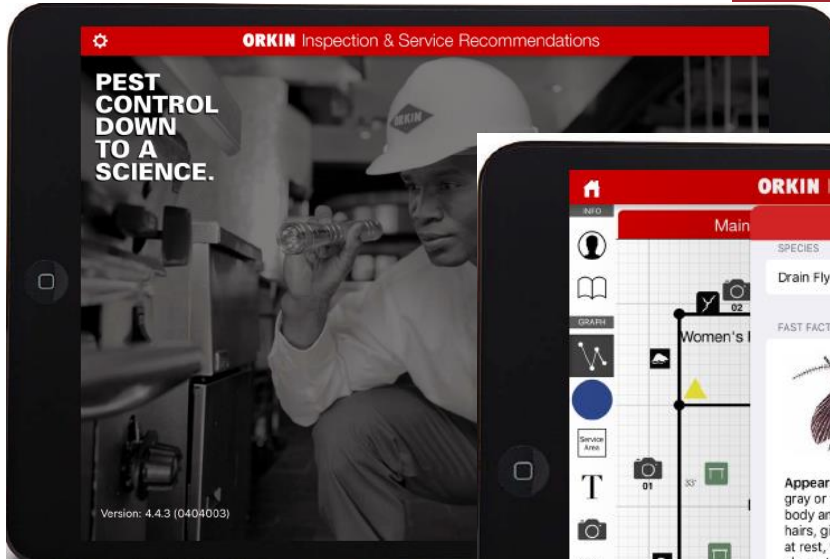 ORKIN Inspection & Service Recommendations
PEST
CONTROL
DOWN
TO A
SCIENCE.
ORKIN
Version: 4.4.3 (0404003)
ORKIN
INFO
Main
SPECIES
Drain Fly
02
GRAPH
Women's
FAST FACT
Service
Area
T
01
33'
Appear
gray or
body an
hairs, gi
at rest,